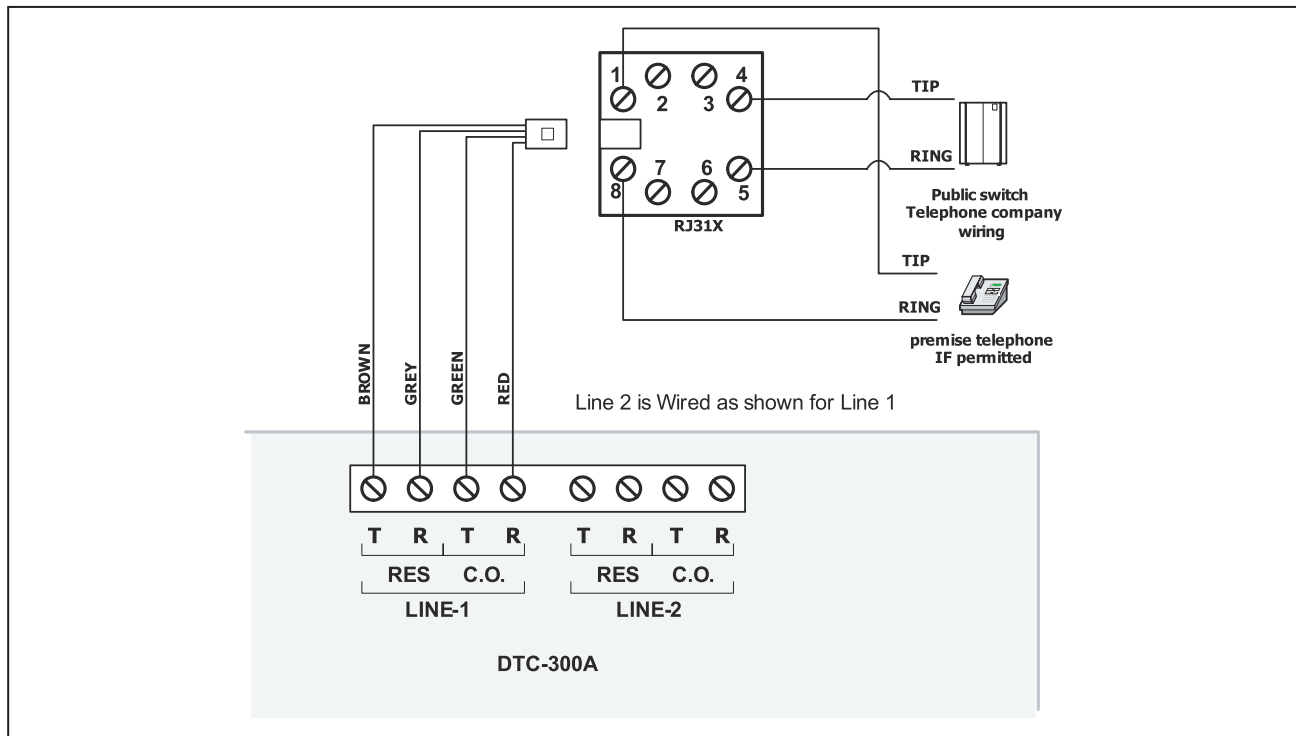 1 2 3 4
TIP
RING
8 7 6 5
RJ31X
Public switch
Telephone company
wiring
TIP
RING
premise telephone
IF permitted
BROWN
GREY
GREEN
RED
Line 2 is Wired as shown for Line 1
T R T R T R T R
RES C.O. RES C.O.
LINE-1 LINE-2
DTC-300A